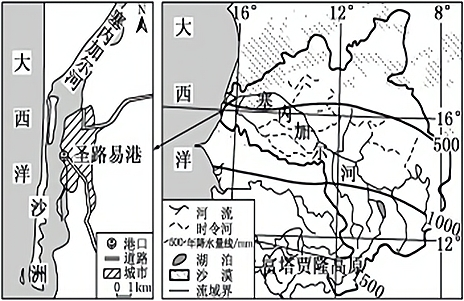 塞内加尔河
N
大西洋
圣路易港
沙洲
港口
道路
城市
0 1km
16° 12° 8°
大西洋
塞内加尔河
16°
500
1000
12°
河流
时令河
500 年降水量线/mm
湖泊
沙漠
流域界
富塔贾隆高原
1500